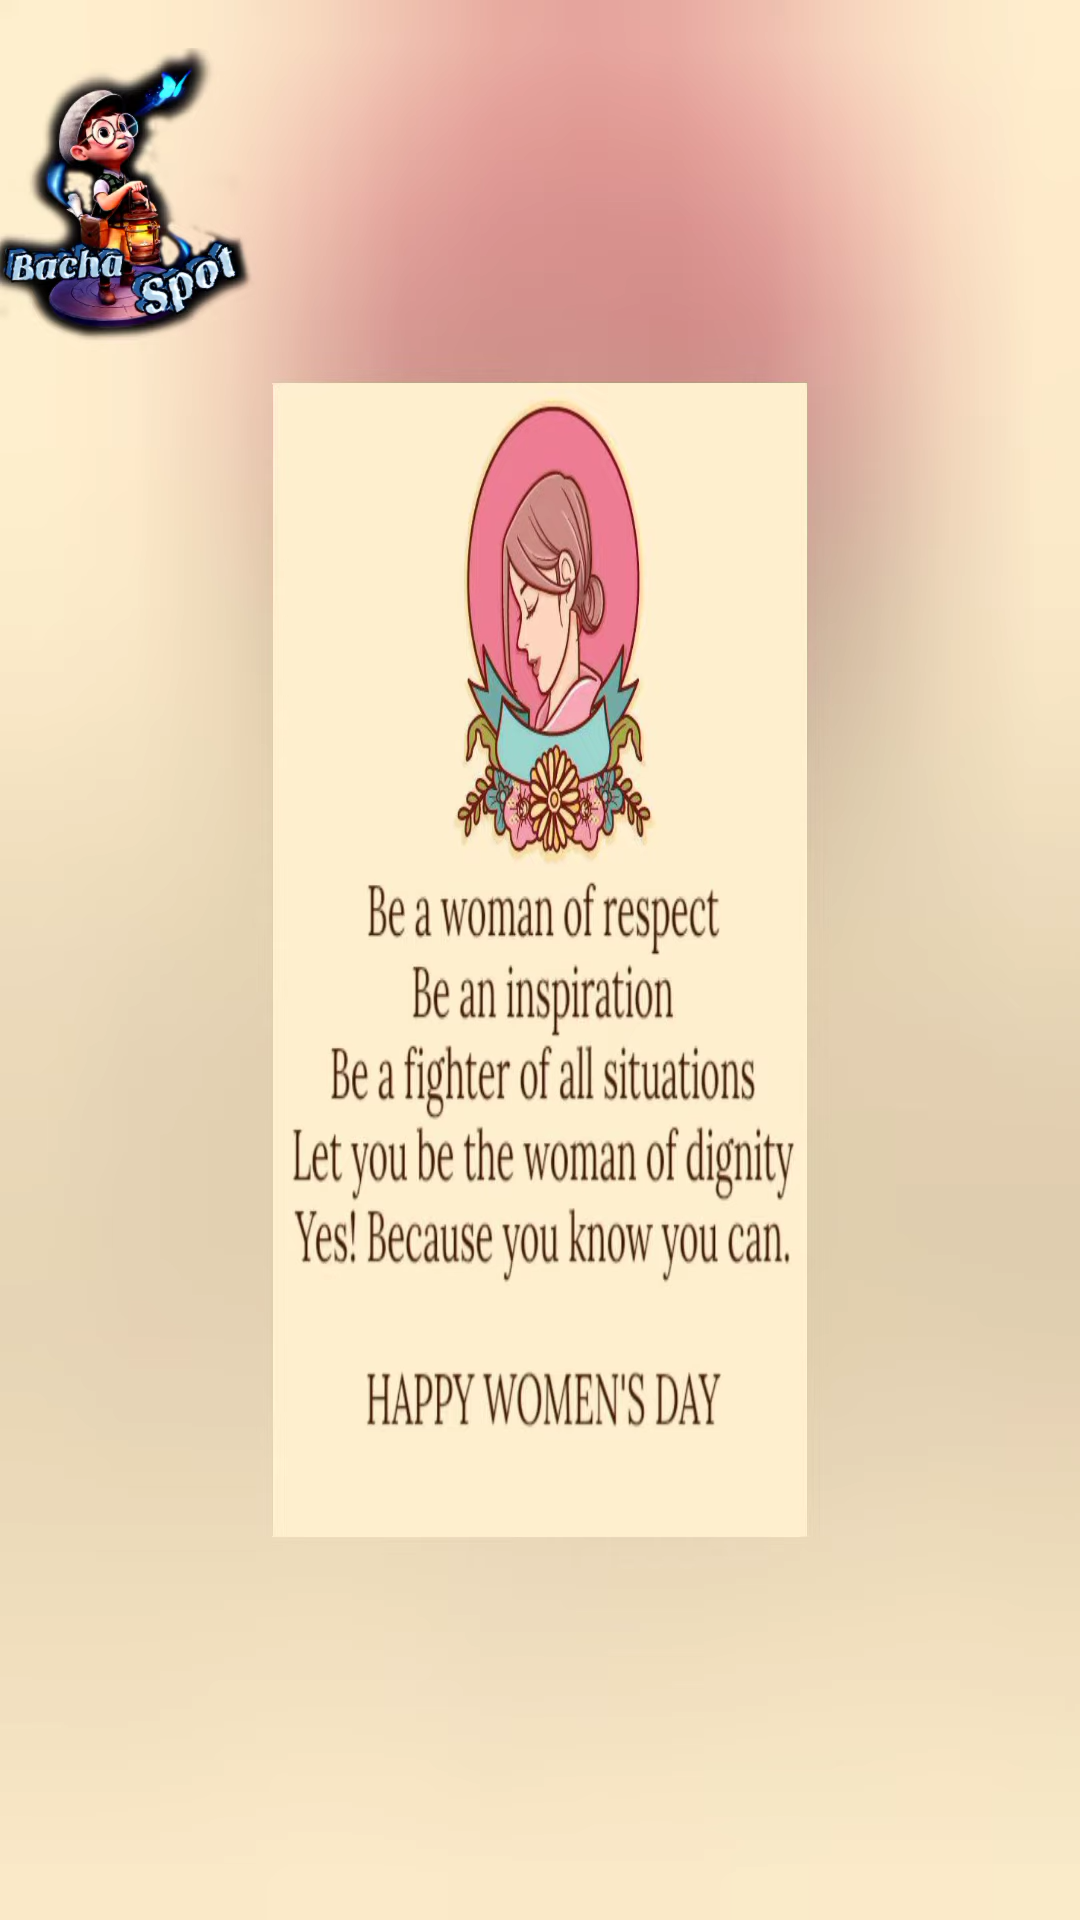 Bacha Spot
Be a woman of respect
Be an inspiration
Be a fighter of all situations
Let you be the woman of dignity
Yes! Because you know you can.
HAPPY WOMEN'S DAY